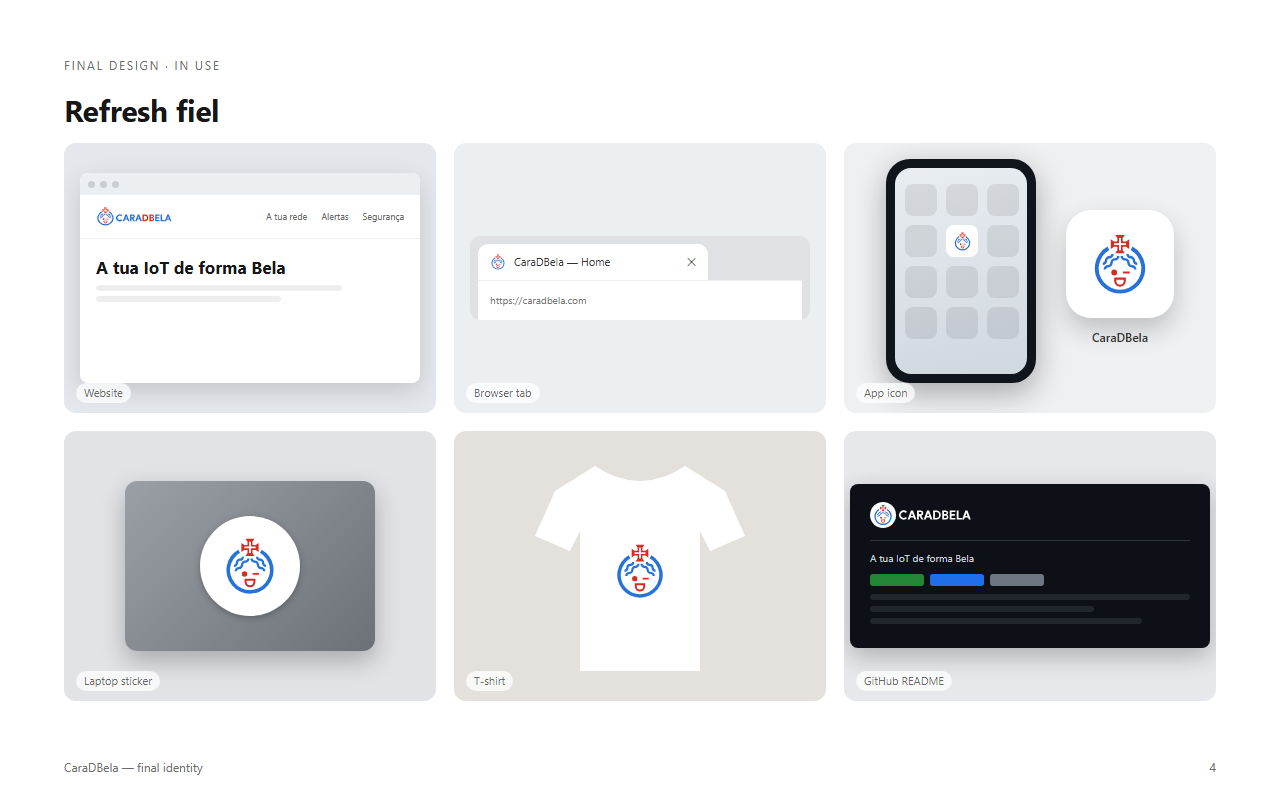 FINAL DESIGN · IN USE
Refresh fiel
CARADBELA
A tua rede Alertas Segurança
A tua IoT de forma Bela
Website
CaraDBela — Home
https://caradbela.com
Browser tab
CaraDBela
App icon
Laptop sticker
T-shirt
CARADBELA
A tua IoT de forma Bela
GitHub README
CaraDBela — final identity
4